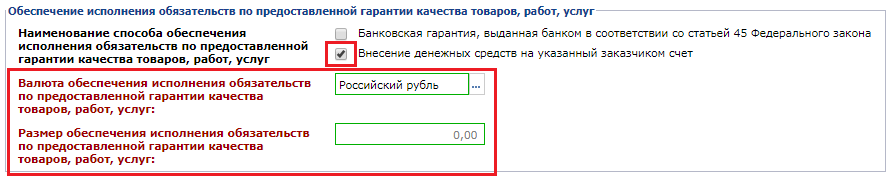 Обеспечение исполнения обязательств по предоставленной гарантии качества товаров, работ, услуг
Наименование способа обеспечения
исполнения обязательств по предоставленной
гарантии качества товаров, работ, услуг
Банковская гарантия, выданная банком в соответствии со статьей 45 Федерального закона
Внесение денежных средств на указанный заказчиком счет
Валюта обеспечения исполнения обязательств
по предоставленной гарантии качества
товаров, работ, услуг:
Российский рубль ...
Размер обеспечения исполнения обязательств
по предоставленной гарантии качества
товаров, работ, услуг:
0,00